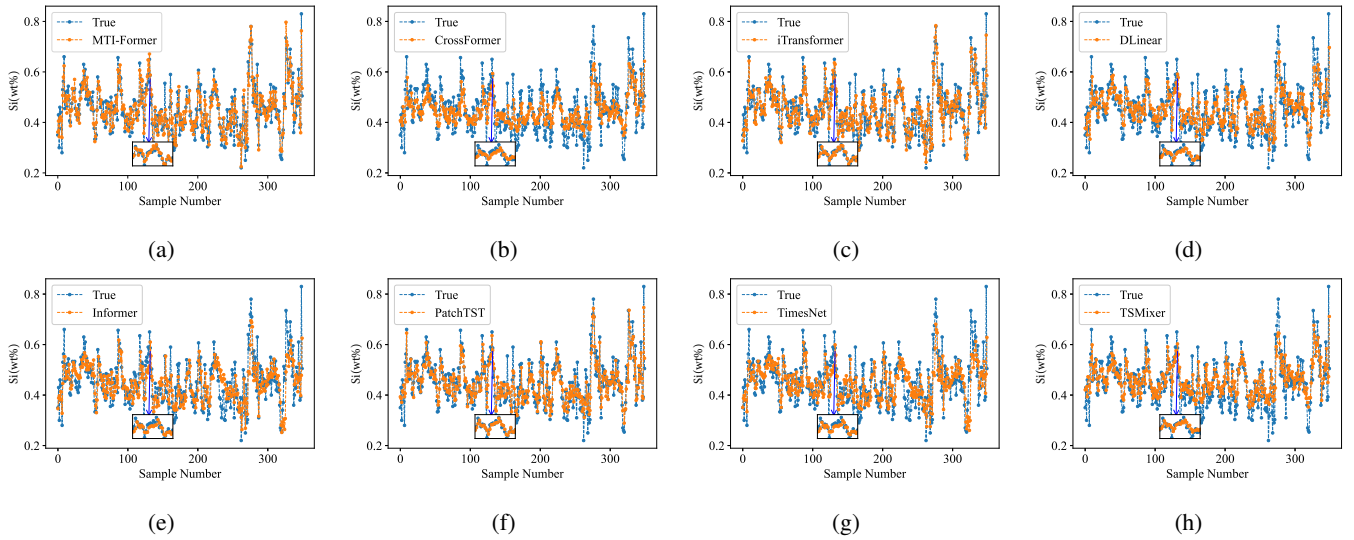 0.8
0.6
0.4
0.2
Si(wt%)
True
MTI-Former
0
100
200
300
Sample Number
(a)
0.8
0.6
0.4
0.2
Si(wt%)
True
CrossFormer
0
100
200
300
Sample Number
(b)
0.8
0.6
0.4
0.2
Si(wt%)
True
iTransformer
0
100
200
300
Sample Number
(c)
0.8
0.6
0.4
0.2
Si(wt%)
True
DLinear
0
100
200
300
Sample Number
(d)
0.8
0.6
0.4
0.2
Si(wt%)
True
Informer
0
100
200
300
Sample Number
(e)
0.8
0.6
0.4
0.2
Si(wt%)
True
PatchTST
0
100
200
300
Sample Number
(f)
0.8
0.6
0.4
0.2
Si(wt%)
True
TimesNet
0
100
200
300
Sample Number
(g)
0.8
0.6
0.4
0.2
Si(wt%)
True
TSMixer
0
100
200
300
Sample Number
(h)